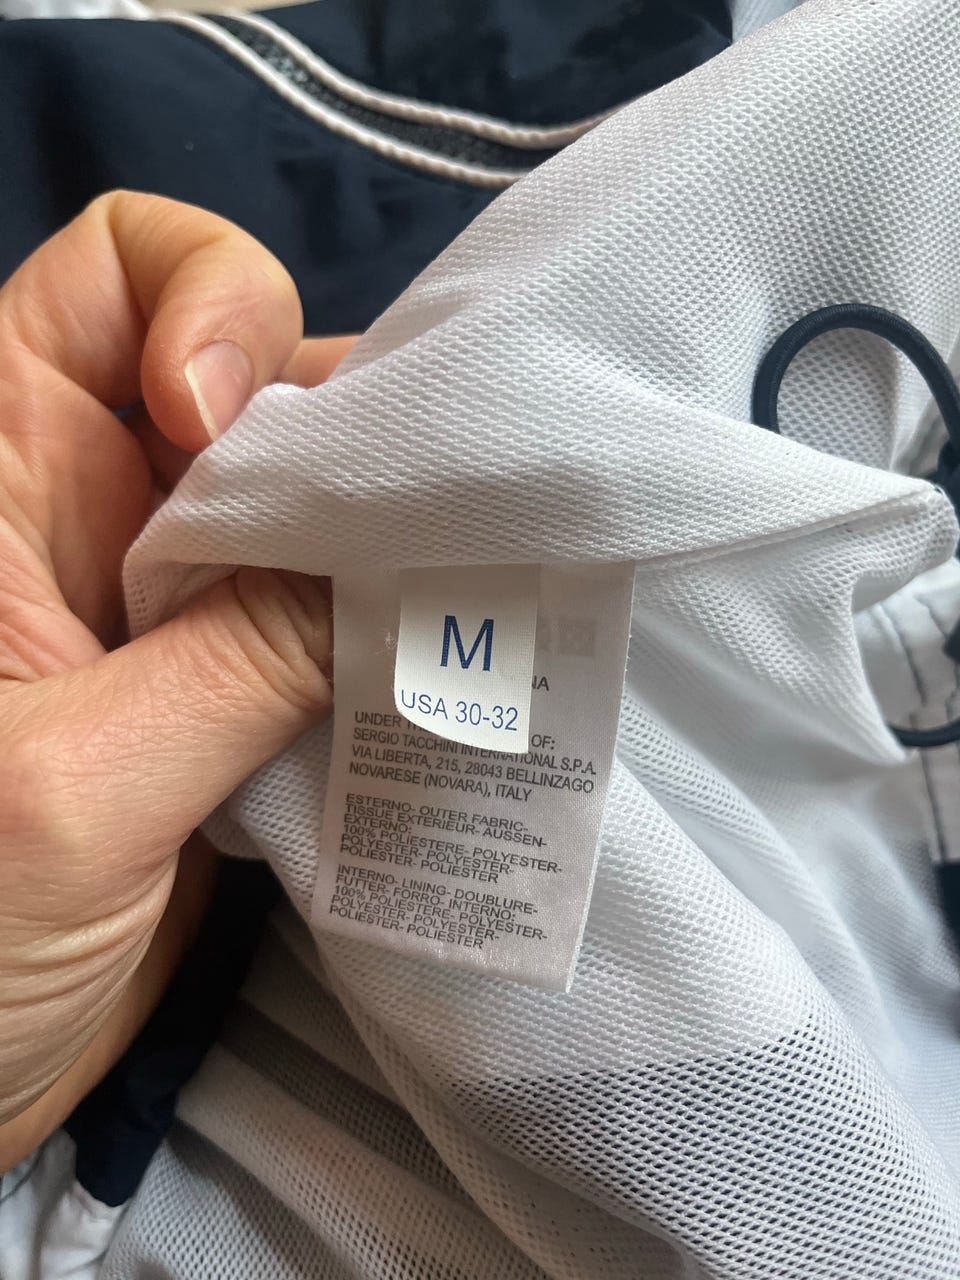 M
USA 30-32
NA
UNDER OF:
SERGIO TACCHINI INTERNATIONAL S.P.A.
VIA LIBERTA, 215, 28043 BELLINZAGO
NOVARESE (NOVARA), ITALY
ESTERNO- OUTER FABRIC-
TISSUE EXTERIEUR- AUSSEN-
EXTERNO:
100% POLIESTERE- POLYESTER-
POLYESTER- POLYESTER-
POLIESTER- POLIESTER
INTERNO- LINING- DOUBLURE-
FUTTER- FORRO- INTERNO:
100% POLIESTERE- POLYESTER-
POLYESTER- POLYESTER-
POLIESTER- POLIESTER